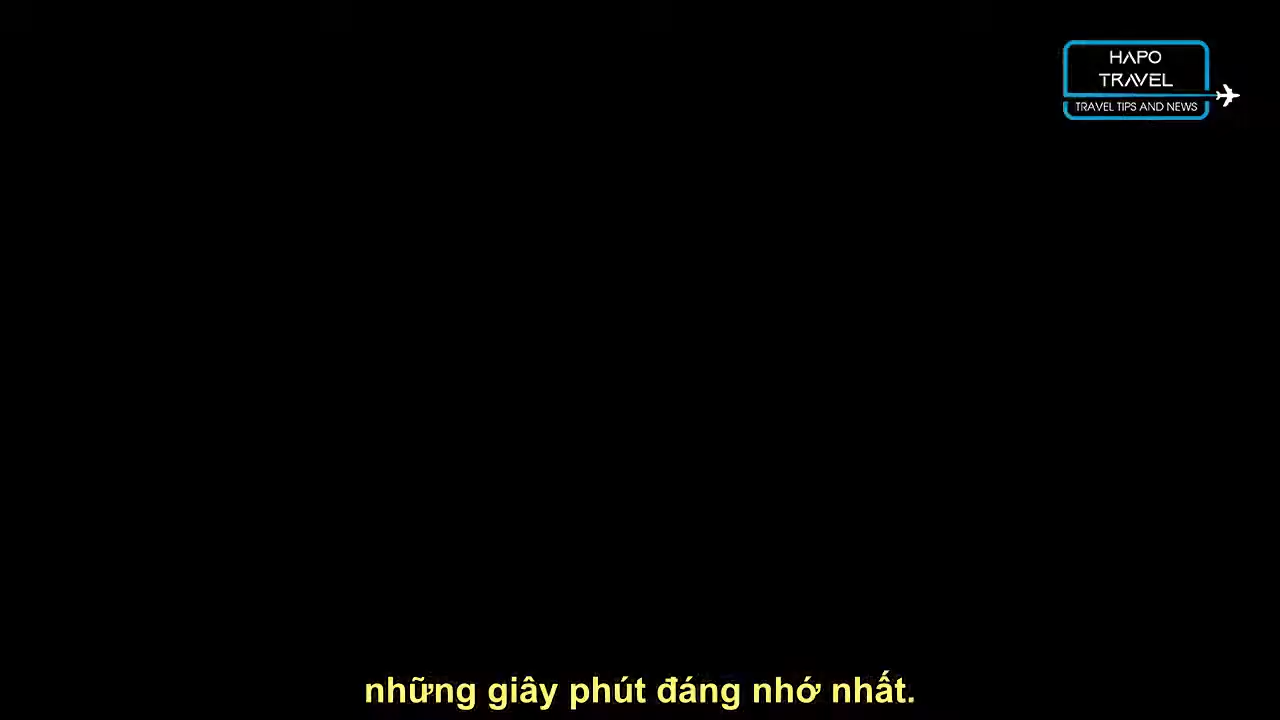 HAPO
TRAVEL
TRAVEL TIPS AND NEWS
những giây phút đáng nhớ nhất.